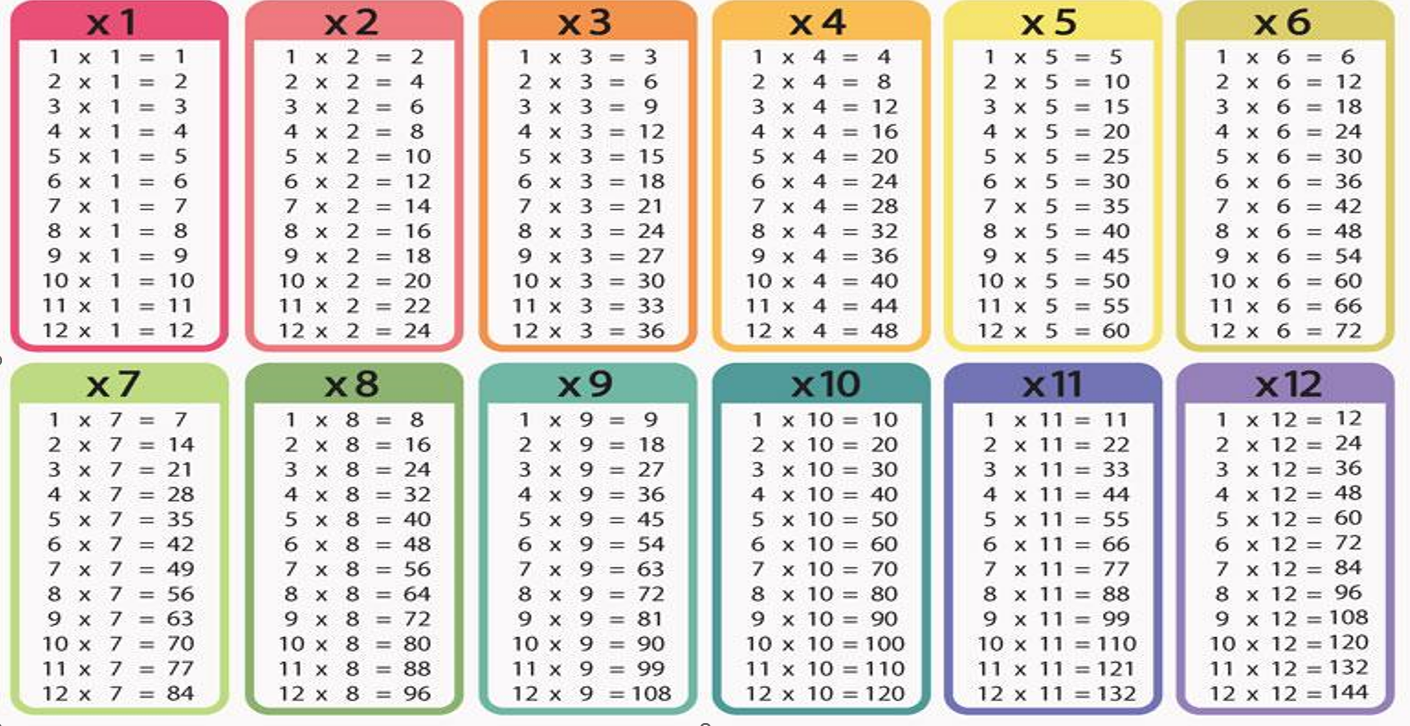 x 1
1 x 1 = 1
2 x 1 = 2
3 x 1 = 3
4 x 1 = 4
5 x 1 = 5
6 x 1 = 6
7 x 1 = 7
8 x 1 = 8
9 x 1 = 9
10 x 1 = 10
11 x 1 = 11
12 x 1 = 12
x 2
1 x 2 = 2
2 x 2 = 4
3 x 2 = 6
4 x 2 = 8
5 x 2 = 10
6 x 2 = 12
7 x 2 = 14
8 x 2 = 16
9 x 2 = 18
10 x 2 = 20
11 x 2 = 22
12 x 2 = 24
x 3
1 x 3 = 3
2 x 3 = 6
3 x 3 = 9
4 x 3 = 12
5 x 3 = 15
6 x 3 = 18
7 x 3 = 21
8 x 3 = 24
9 x 3 = 27
10 x 3 = 30
11 x 3 = 33
12 x 3 = 36
x 4
1 x 4 = 4
2 x 4 = 8
3 x 4 = 12
4 x 4 = 16
5 x 4 = 20
6 x 4 = 24
7 x 4 = 28
8 x 4 = 32
9 x 4 = 36
10 x 4 = 40
11 x 4 = 44
12 x 4 = 48
x 5
1 x 5 = 5
2 x 5 = 10
3 x 5 = 15
4 x 5 = 20
5 x 5 = 25
6 x 5 = 30
7 x 5 = 35
8 x 5 = 40
9 x 5 = 45
10 x 5 = 50
11 x 5 = 55
12 x 5 = 60
x 6
1 x 6 = 6
2 x 6 = 12
3 x 6 = 18
4 x 6 = 24
5 x 6 = 30
6 x 6 = 36
7 x 6 = 42
8 x 6 = 48
9 x 6 = 54
10 x 6 = 60
11 x 6 = 66
12 x 6 = 72
x 7
1 x 7 = 7
2 x 7 = 14
3 x 7 = 21
4 x 7 = 28
5 x 7 = 35
6 x 7 = 42
7 x 7 = 49
8 x 7 = 56
9 x 7 = 63
10 x 7 = 70
11 x 7 = 77
12 x 7 = 84
x 8
1 x 8 = 8
2 x 8 = 16
3 x 8 = 24
4 x 8 = 32
5 x 8 = 40
6 x 8 = 48
7 x 8 = 56
8 x 8 = 64
9 x 8 = 72
10 x 8 = 80
11 x 8 = 88
12 x 8 = 96
x 9
1 x 9 = 9
2 x 9 = 18
3 x 9 = 27
4 x 9 = 36
5 x 9 = 45
6 x 9 = 54
7 x 9 = 63
8 x 9 = 72
9 x 9 = 81
10 x 9 = 90
11 x 9 = 99
12 x 9 = 108
x 10
1 x 10 = 10
2 x 10 = 20
3 x 10 = 30
4 x 10 = 40
5 x 10 = 50
6 x 10 = 60
7 x 10 = 70
8 x 10 = 80
9 x 10 = 90
10 x 10 = 100
11 x 10 = 110
12 x 10 = 120
x 11
1 x 11 = 11
2 x 11 = 22
3 x 11 = 33
4 x 11 = 44
5 x 11 = 55
6 x 11 = 66
7 x 11 = 77
8 x 11 = 88
9 x 11 = 99
10 x 11 = 110
11 x 11 = 121
12 x 11 = 132
x 12
1 x 12 = 12
2 x 12 = 24
3 x 12 = 36
4 x 12 = 48
5 x 12 = 60
6 x 12 = 72
7 x 12 = 84
8 x 12 = 96
9 x 12 = 108
10 x 12 = 120
11 x 12 = 132
12 x 12 = 144